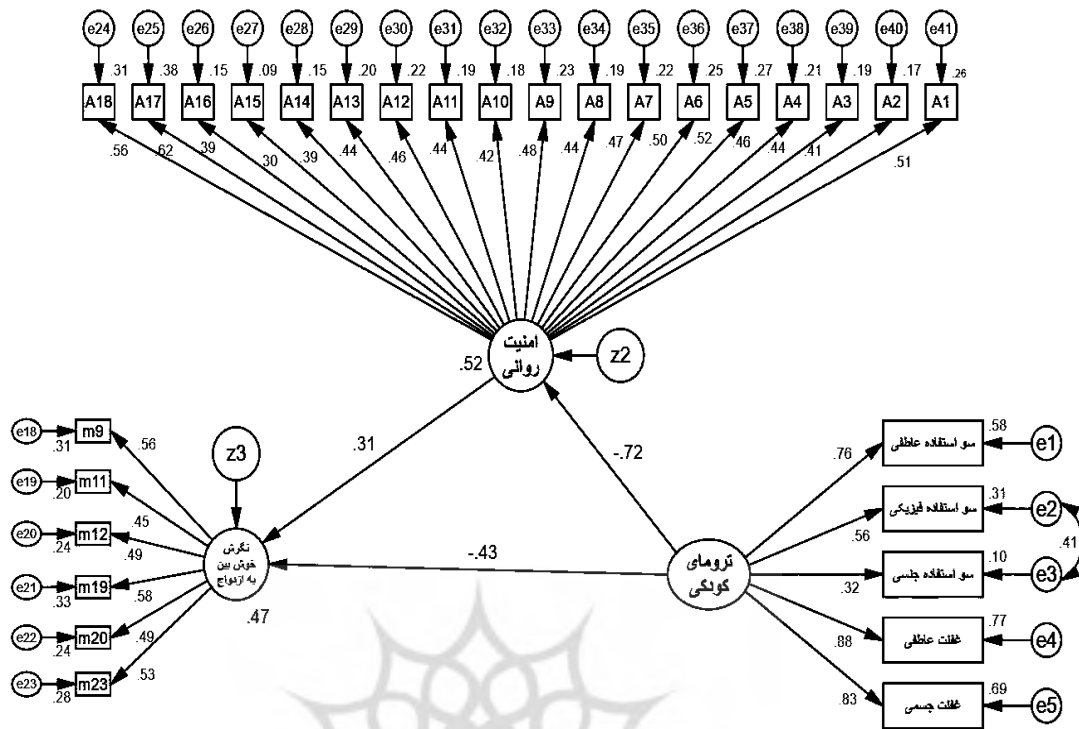 e24 e25 e26 e27 e28 e29 e30 e31 e32 e33 e34 e35 e36 e37 e38 e39 e40 e41
.31 .38 .15 .09 .15 .20 .22 .19 .18 .23 .19 .22 .25 .27 .21 .19 .17 .26
A18 A17 A16 A15 A14 A13 A12 A11 A10 A9 A8 A7 A6 A5 A4 A3 A2 A1
.56 .62 .39 .30 .39 .44 .46 .44 .42 .48 .44 .47 .50 .52 .46 .44 .41 .51
امنیت
روانی
.52
z2
.31
-.72
-.43
z3
نگرش
خوش بین
به ازدواج
.47
e18 .31 m9 .56
e19 .20 m11 .45
e20 .24 m12 .49
e21 .33 m19 .58
e22 .24 m20 .49
e23 .28 m23 .53
ترومای
کودکی
.76 سو استفاده عاطفی .58 e1
.56 سو استفاده فیزیکی .31 e2
.41
.32 سو استفاده جنسی .10 e3
.88 غفلت عاطفی .77 e4
.83 غفلت جسمی .69 e5